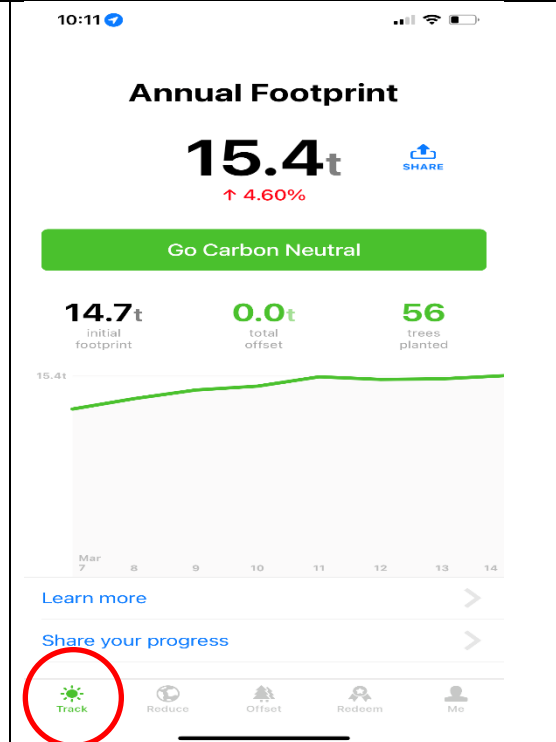 10:11
Annual Footprint
15.4t
SHARE
↑ 4.60%
Go Carbon Neutral
14.7t 0.0t 56
initial footprint total offset trees planted
15.4t
Mar
7 8 9 10 11 12 13 14
Learn more
Share your progress
Track Reduce Offset Redeem Me